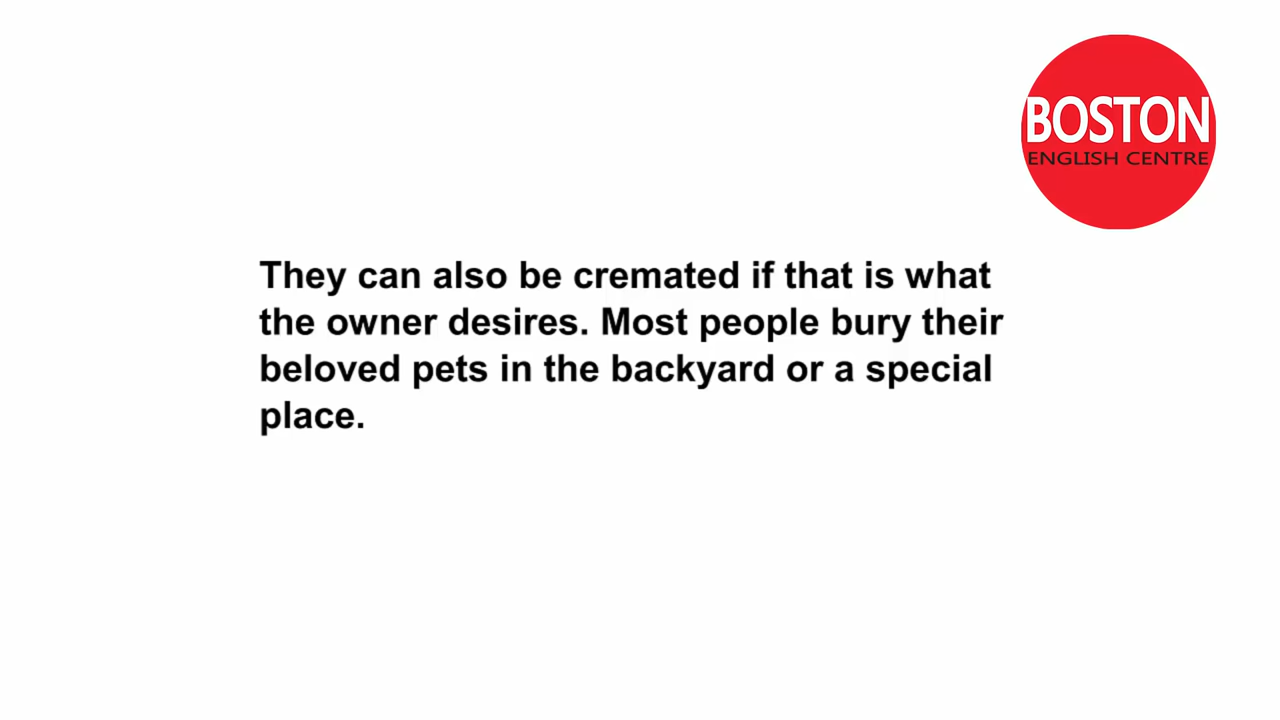 BOSTON
ENGLISH CENTRE
They can also be cremated if that is what
the owner desires. Most people bury their
beloved pets in the backyard or a special
place.